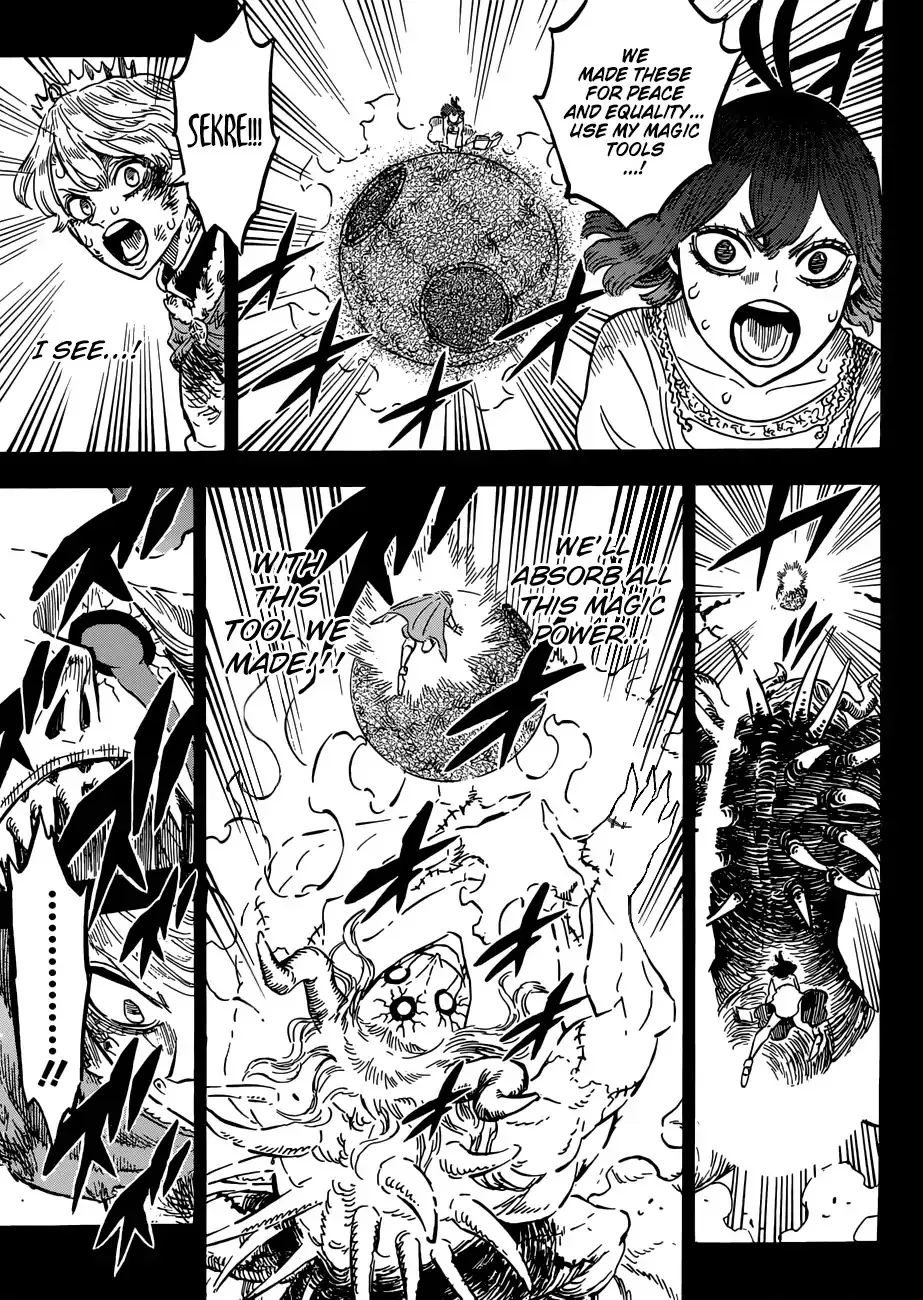 WE
MADE THESE
FOR PEACE
AND EQUALITY...
USE MY MAGIC
TOOLS
...!
SEKRE!!!
I SEE...!
WE'LL
ABSORB ALL
THIS MAGIC
POWER...
WITH
THIS
TOOL WE
MADE!!!
.........!!